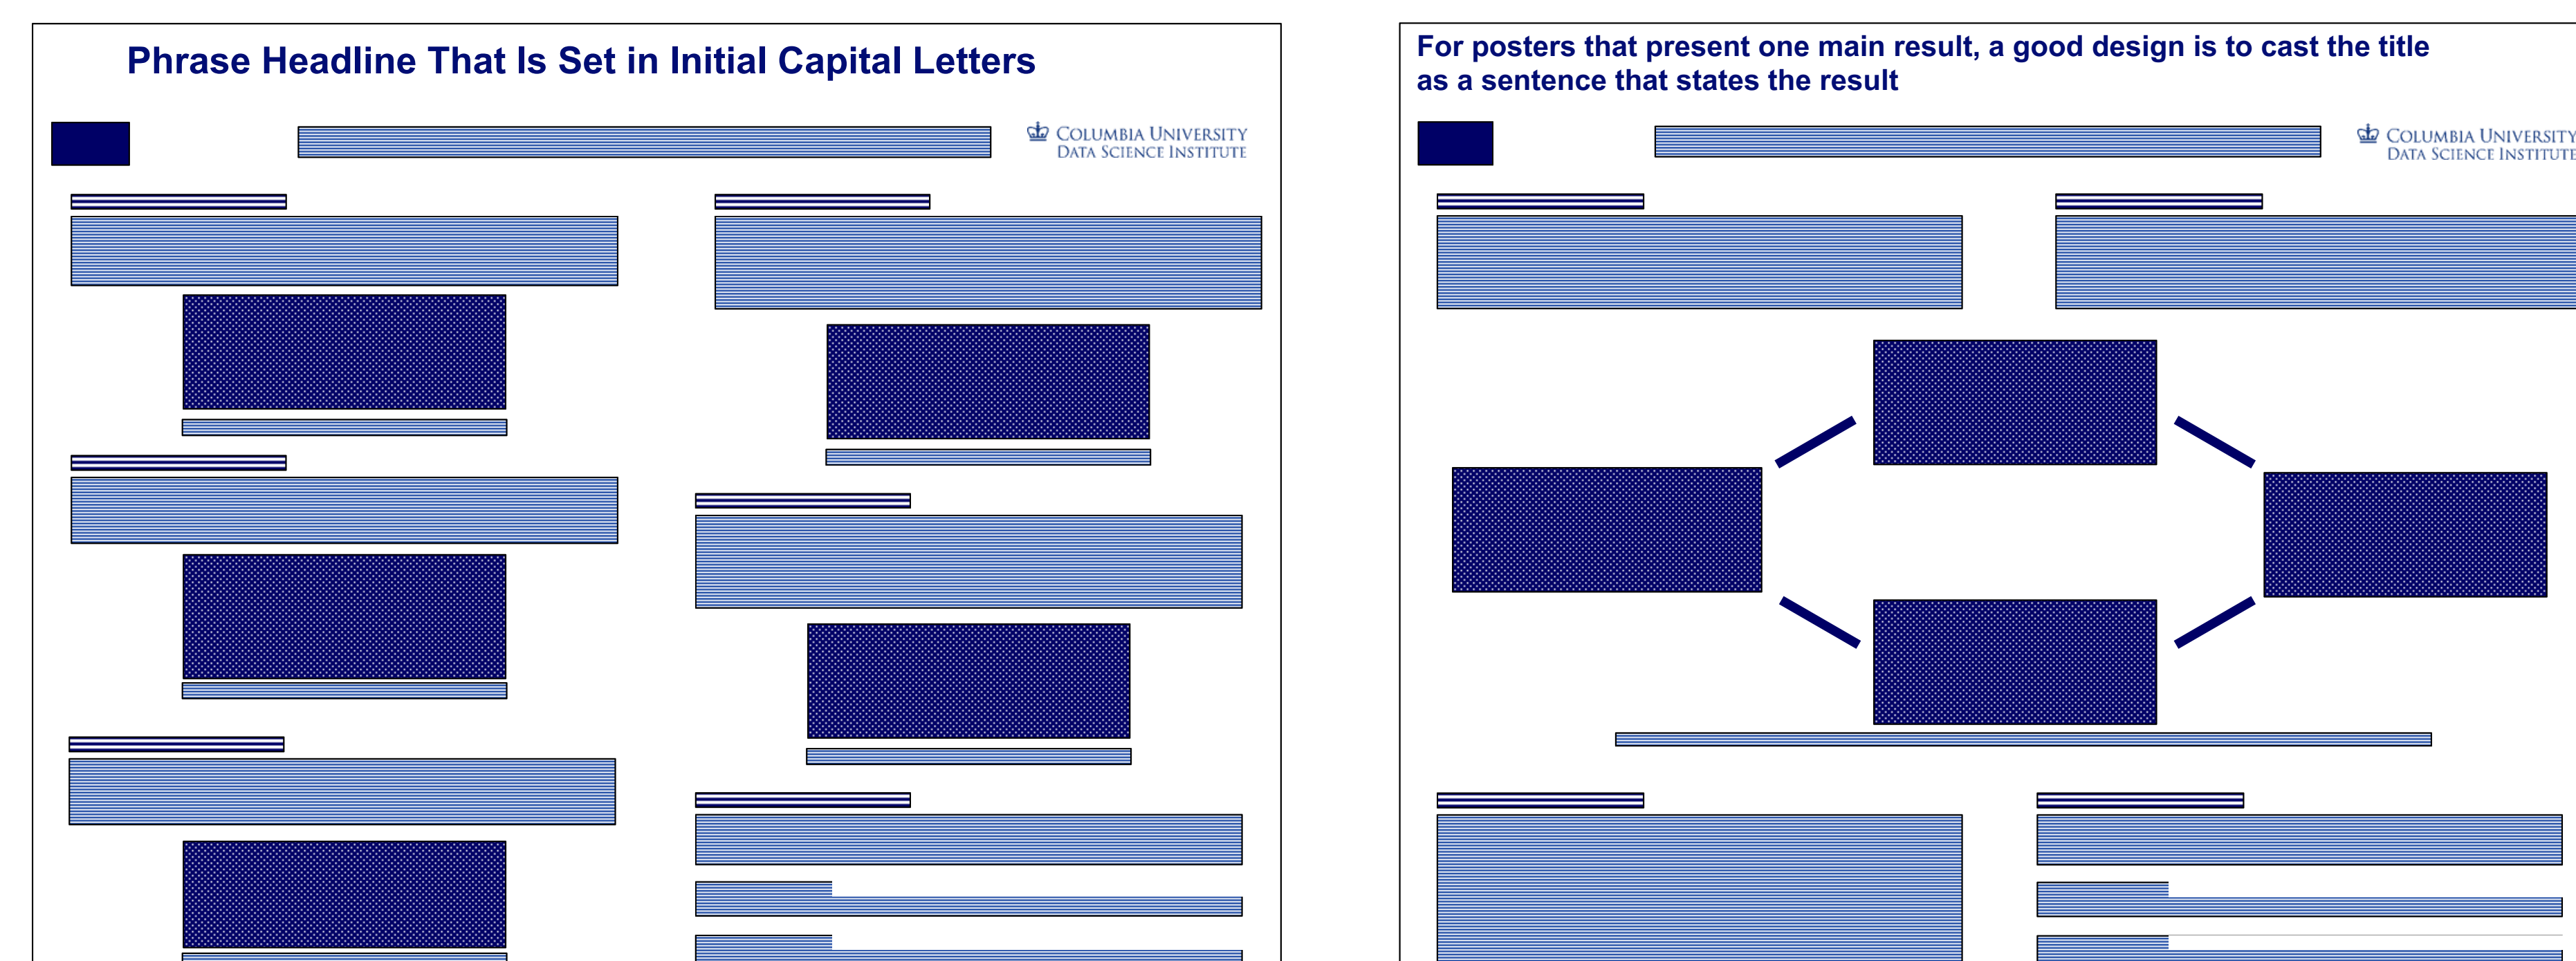 Phrase Headline That Is Set in Initial Capital Letters
COLUMBIA UNIVERSITY
DATA SCIENCE INSTITUTE
For posters that present one main result, a good design is to cast the title
as a sentence that states the result
COLUMBIA UNIVERSITY
DATA SCIENCE INSTITUTE